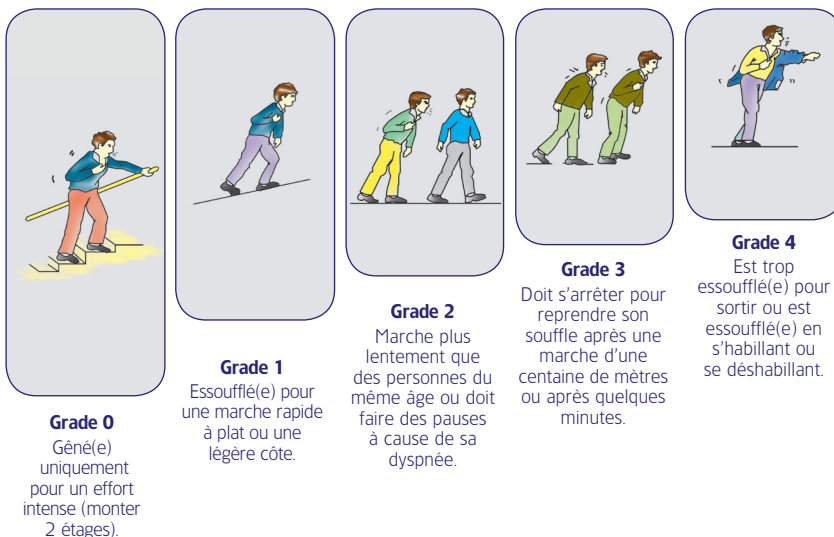 Grade 0
Gêné(e)
uniquement
pour un effort
intense (monter
2 étages).
Grade 1
Essoufflé(e) pour
une marche rapide
à plat ou une
légère côte.
Grade 2
Marche plus
lentement que
des personnes du
même âge ou doit
faire des pauses
à cause de sa
dyspnée.
Grade 3
Doit s'arrêter pour
reprendre son
souffle après une
marche d'une
centaine de mètres
ou après quelques
minutes.
Grade 4
Est trop
essoufflé(e) pour
sortir ou est
essoufflé(e) en
s'habillant ou
se déshabillant.